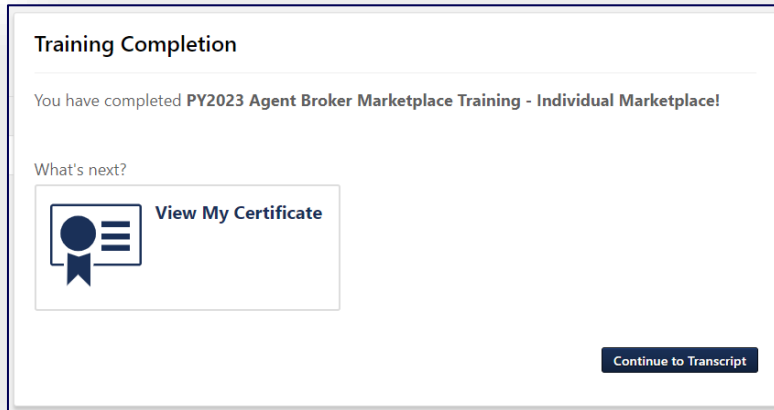 Training Completion
You have completed PY2023 Agent Broker Marketplace Training - Individual Marketplace!
What's next?
View My Certificate
Continue to Transcript